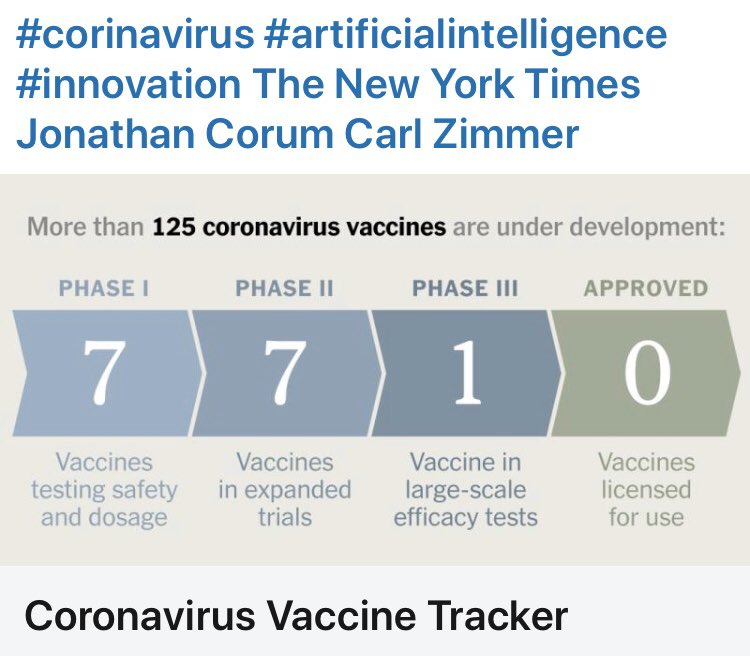 #corinavirus #artificialintelligence
#innovation The New York Times
Jonathan Corum Carl Zimmer
More than 125 coronavirus vaccines are under development:
PHASE I PHASE II PHASE III APPROVED
7 7 1 0
Vaccines Vaccines Vaccine in Vaccines
testing safety in expanded large-scale licensed
and dosage trials efficacy tests for use
Coronavirus Vaccine Tracker